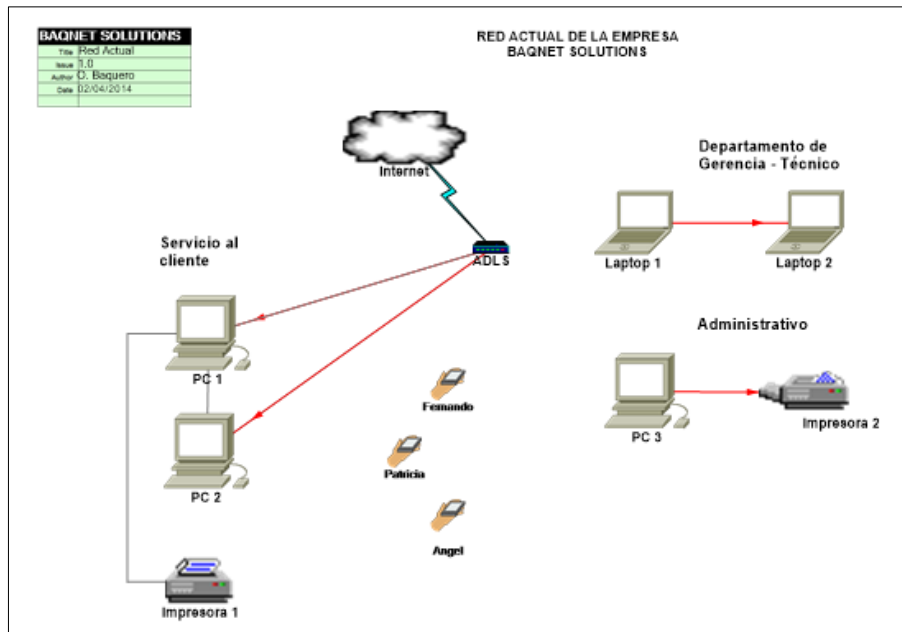 BAQNET SOLUTIONS
Title Red Actual
Issue 1.0
Author O. Baquero
Date 02/04/2014
RED ACTUAL DE LA EMPRESA
BAQNET SOLUTIONS
Internet
Departamento de
Gerencia - Técnico
Laptop 1
Laptop 2
ADLS
Servicio al
cliente
PC 1
Administrativo
PC 3
Impresora 2
Fernando
Patricia
PC 2
Angel
Impresora 1